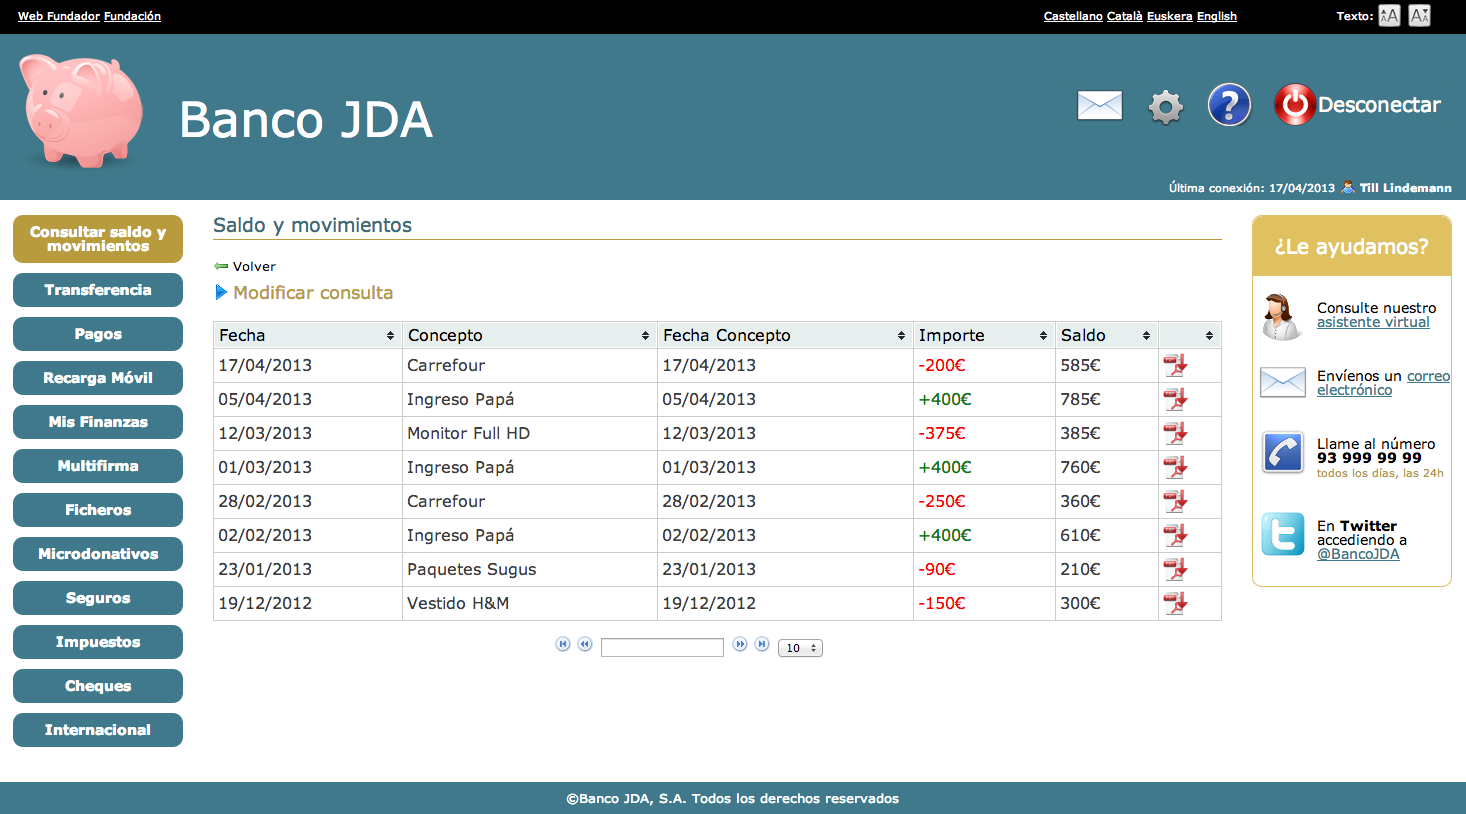 Web Fundador Fundación
Castellano Català Euskera English
Texto: AA AA
Banco JDA
? Desconectar
Última conexión: 17/04/2013 Till Lindemann
Consultar saldo y
movimientos
Transferencia
Pagos
Recarga Móvil
Mis Finanzas
Multifirma
Ficheros
Microdonativos
Seguros
Impuestos
Cheques
Internacional
Saldo y movimientos
Volver
Modificar consulta
Fecha Concepto Fecha Concepto Importe Saldo
17/04/2013 Carrefour 17/04/2013 -200€ 585€
05/04/2013 Ingreso Papá 05/04/2013 +400€ 785€
12/03/2013 Monitor Full HD 12/03/2013 -375€ 385€
01/03/2013 Ingreso Papá 01/03/2013 +400€ 760€
28/02/2013 Carrefour 28/02/2013 -250€ 360€
02/02/2013 Ingreso Papá 02/02/2013 +400€ 610€
23/01/2013 Paquetes Sugus 23/01/2013 -90€ 210€
19/12/2012 Vestido H&M 19/12/2012 -150€ 300€
10
¿Le ayudamos?
Consulte nuestro
asistente virtual
Envíenos un correo
electrónico
Llame al número
93 999 99 99
todos los días, las 24h
En Twitter
accediendo a
@BancoJDA
©Banco JDA, S.A. Todos los derechos reservados